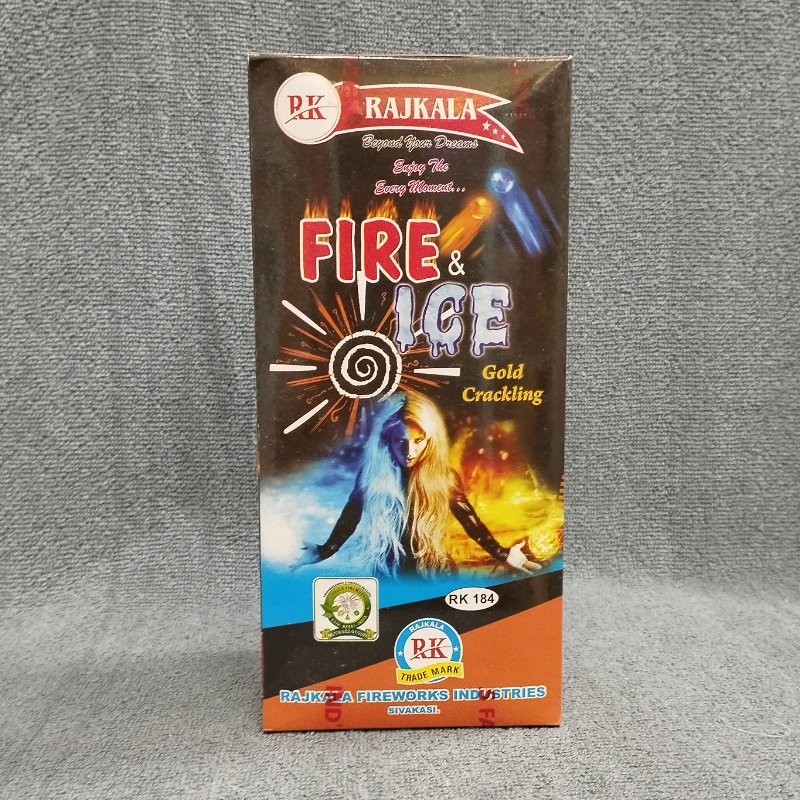 RK RAJKALA
Beyond Your Dreams
Enjoy The
Every Moment...
FIRE &
ICE
Gold
Crackling
RK 184
RAJKALA
RK
TRADE MARK
RAJKALA FIREWORKS INDUSTRIES
SIVAKASI.